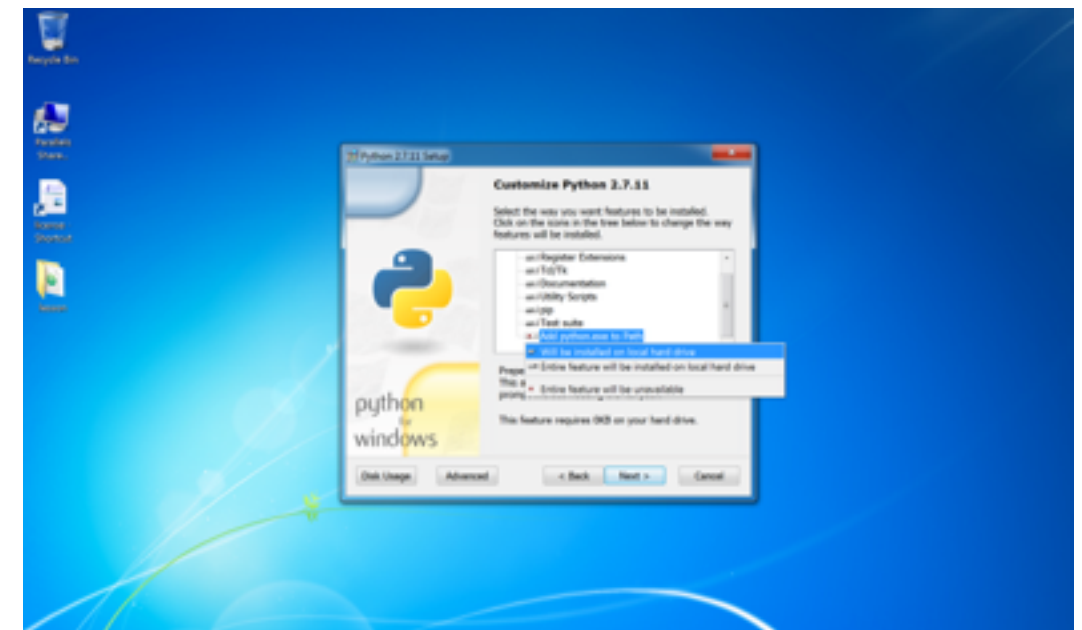 Recycle Bin
Parallels
Share..
Shortcut
Python 2.7.11 Setup
Customize Python 2.7.11
Select the way you want features to be installed.
Click on the icons in the tree below to change the way
features will be installed.
Register Extensions
Tcl/Tk
Documentation
Utility Scripts
pip
Test suite
Add python.exe to Path
Will be installed on local hard drive
Entire feature will be installed on local hard drive
Entire feature will be unavailable
This feature requires 0KB on your hard drive.
python
for
windows
Disk Usage
Advanced
< Back
Next >
Cancel